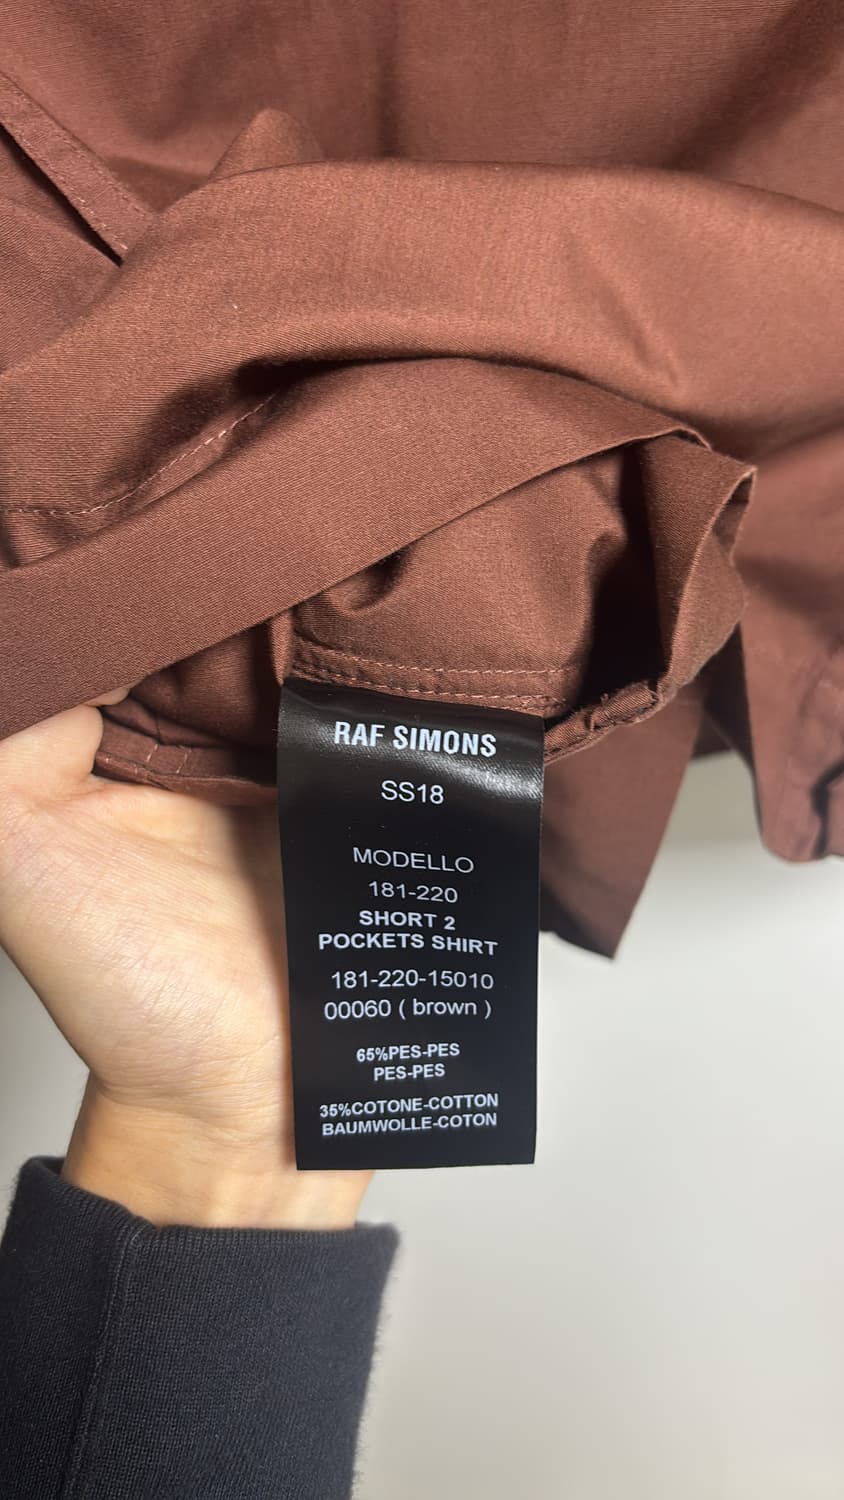 RAF SIMONS
SS18
MODELLO
181-220
SHORT 2
POCKETS SHIRT
181-220-15010
00060 ( brown )
65%PES-PES
PES-PES
35%COTONE-COTTON
BAUMWOLLE-COTON